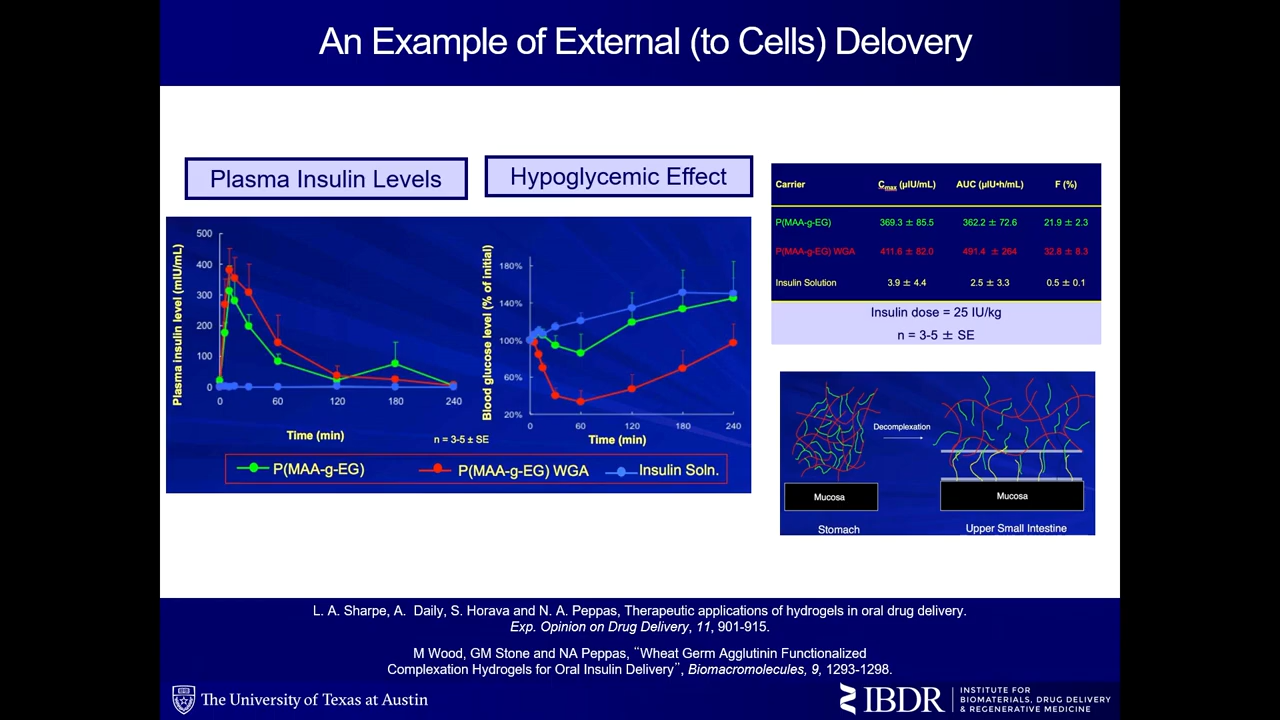 An Example of External (to Cells) Delovery
Plasma Insulin Levels
Hypoglycemic Effect
Plasma insulin level (mIU/mL)
500
400
300
200
100
0
0 60 120 180 240
Time (min)
n = 3-5 ± SE
Blood glucose level (% of initial)
180%
140%
100%
60%
20%
0 60 120 180 240
Time (min)
P(MAA-g-EG) P(MAA-g-EG) WGA Insulin Soln.
Carrier Cmax (µIU/mL) AUC (µIU•h/mL) F (%)
P(MAA-g-EG) 369.3 ± 85.5 362.2 ± 72.6 21.9 ± 2.3
P(MAA-g-EG) WGA 411.6 ± 82.0 491.4 ± 264 32.8 ± 8.3
Insulin Solution 3.9 ± 4.4 2.5 ± 3.3 0.5 ± 0.1
Insulin dose = 25 IU/kg
n = 3-5 ± SE
Decomplexation
Mucosa
Mucosa
Stomach
Upper Small Intestine
L. A. Sharpe, A. Daily, S. Horava and N. A. Peppas, Therapeutic applications of hydrogels in oral drug delivery.
Exp. Opinion on Drug Delivery, 11, 901-915.
M Wood, GM Stone and NA Peppas, “Wheat Germ Agglutinin Functionalized
Complexation Hydrogels for Oral Insulin Delivery”, Biomacromolecules, 9, 1293-1298.
The University of Texas at Austin
IBDR
INSTITUTE FOR
BIOMATERIALS, DRUG DELIVERY
& REGENERATIVE MEDICINE